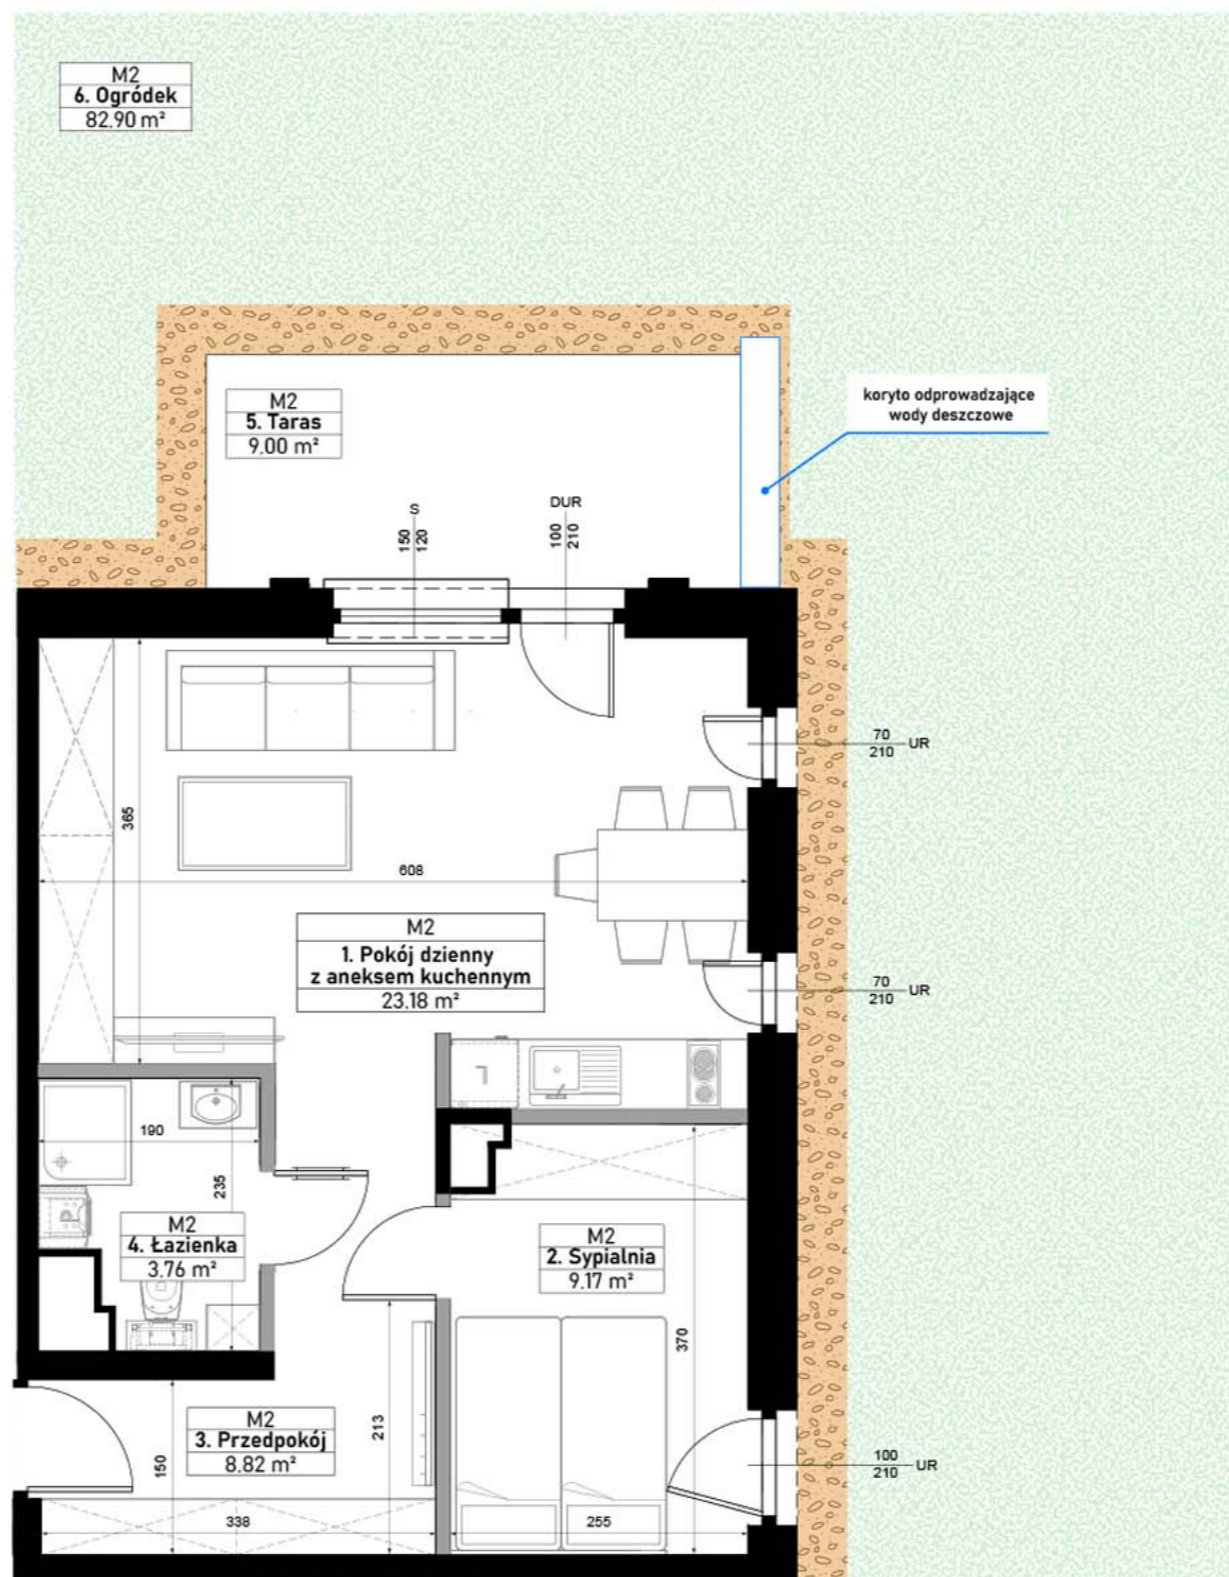 M2
6. Ogródek
82.90 m²
M2
5. Taras
9.00 m²
koryto odprowadzające
wody deszczowe
S
150
120
DUR
100
210
70
210
UR
365
608
M2
1. Pokój dzienny
z aneksem kuchennym
23.18 m²
70
210
UR
190
235
M2
4. Łazienka
3.76 m²
M2
2. Sypialnia
9.17 m²
370
M2
3. Przedpokój
8.82 m²
150
213
338
255
100
210
UR